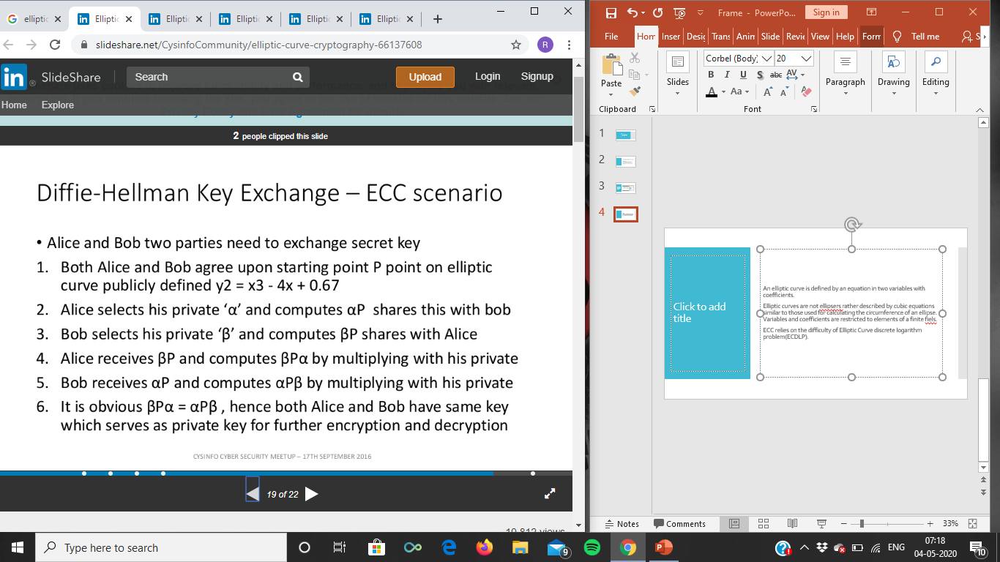 elliptic
Elliptic
Elliptic
Elliptic
Elliptic
Elliptic
slideshare.net/CysinfoCommunity/elliptic-curve-cryptography-66137608
R
in
SlideShare
Search
Upload
Login
Signup
Home
Explore
2 people clipped this slide
Diffie-Hellman Key Exchange – ECC scenario
• Alice and Bob two parties need to exchange secret key
1. Both Alice and Bob agree upon starting point P point on elliptic
curve publicly defined y2 = x3 - 4x + 0.67
2. Alice selects his private ‘α’ and computes αP shares this with bob
3. Bob selects his private ‘β’ and computes βP shares with Alice
4. Alice receives βP and computes βPα by multiplying with his private
5. Bob receives αP and computes αPβ by multiplying with his private
6. It is obvious βPα = αPβ , hence both Alice and Bob have same key
which serves as private key for further encryption and decryption
CYSINFO CYBER SECURITY MEETUP – 17TH SEPTEMBER 2016
19 of 22
10,812 views
Frame - PowerPo...
Sign in
File
Hom
Inser
Desig
Trans
Anim
Slide
Revie
View
Help
Form
Tell me
S
Paste
Clipboard
Slides
Corbel (Body)
20
B I U S abc AV
A Aa A A
Font
Paragraph
Drawing
Editing
1
2
3
4
Click to add
title
An elliptic curve is defined by an equation in two variables with
coefficients.
Elliptic curves are not ellipsers rather described by cubic equations
similar to those used for calculating the circumference of an ellipse.
Variables and coefficients are restricted to elements of a finite fiels.
ECC relies on the difficulty of Elliptic Curve discrete logarithm
problem(ECDLP).
Notes
Comments
33%
Type here to search
9
ENG
07:18
04-05-2020
10